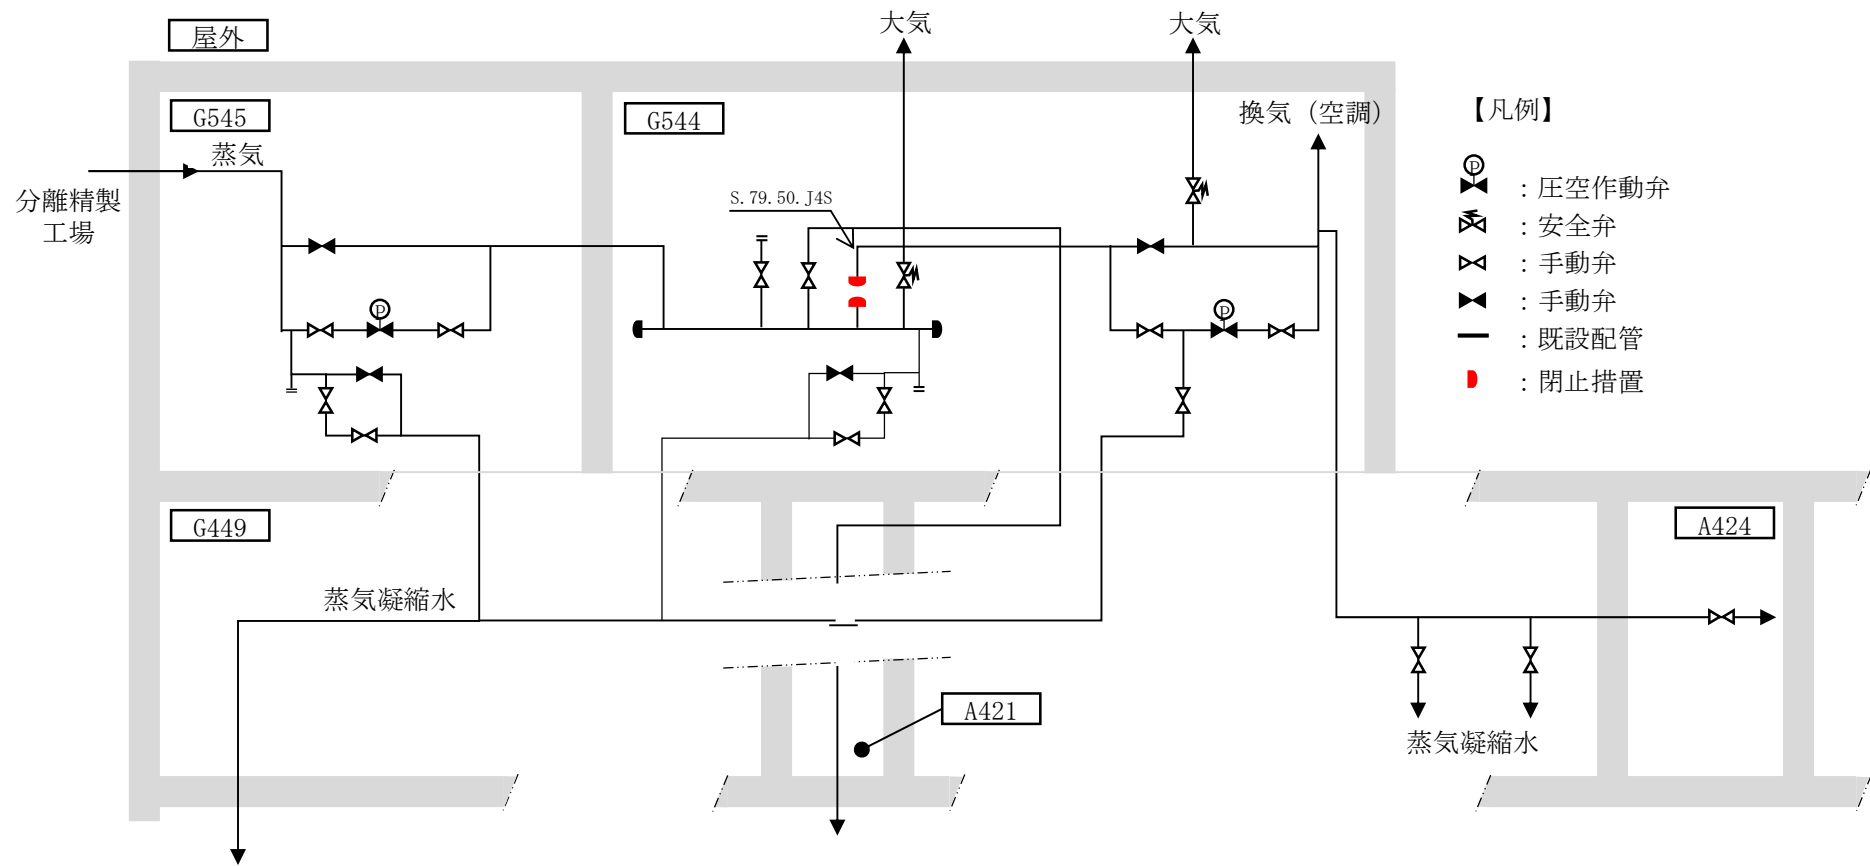 屋外
大気
大気
G545
G544
換気（空調）
蒸気
分離精製
工場
S.79.50.J4S
P
P
【凡例】
P
：圧空作動弁
：安全弁
：手動弁
：手動弁
：既設配管
：閉止措置
G449
A424
蒸気凝縮水
A421
蒸気凝縮水